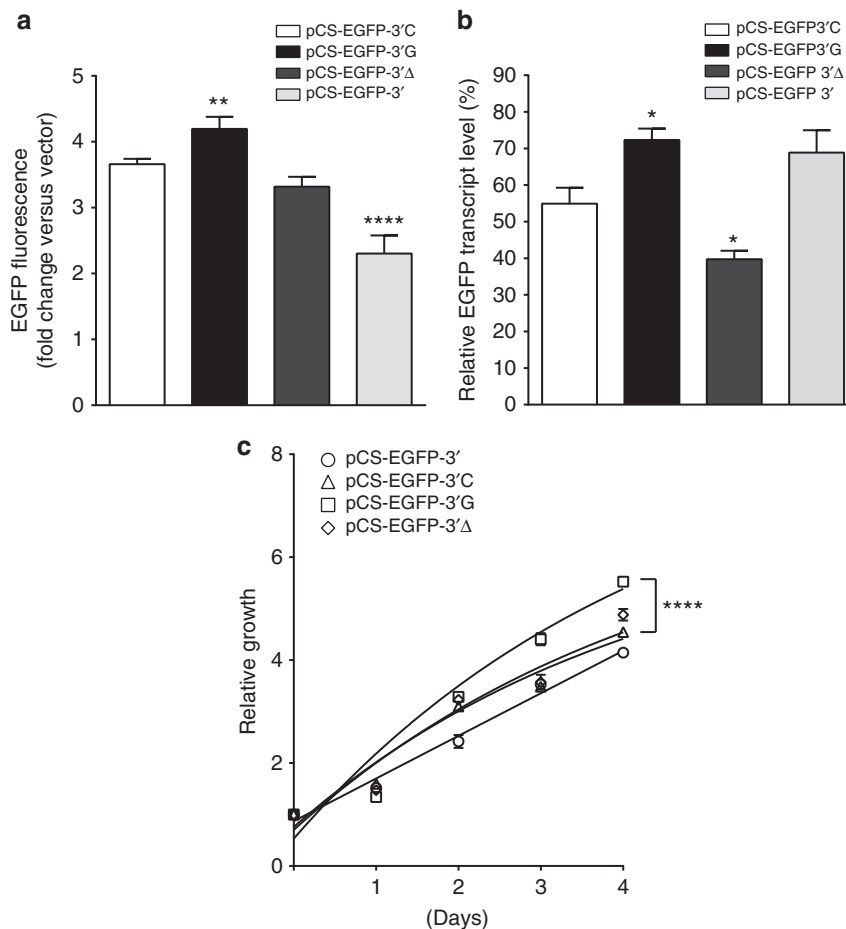 a
pCS-EGFP-3′C
pCS-EGFP-3′G
pCS-EGFP-3′Δ
pCS-EGFP-3′
EGFP fluorescence
(fold change versus vector)
5
4
3
2
1
0
**
****
b
pCS-EGFP3′C
pCS-EGFP3′G
pCS-EGFP 3′Δ
pCS-EGFP 3′
Relative EGFP transcript level (%)
90
80
70
60
50
40
30
20
10
0
*
*
c
pCS-EGFP-3′
pCS-EGFP-3′C
pCS-EGFP-3′G
pCS-EGFP-3′Δ
Relative growth
8
6
4
2
0
****
1 2 3 4
(Days)